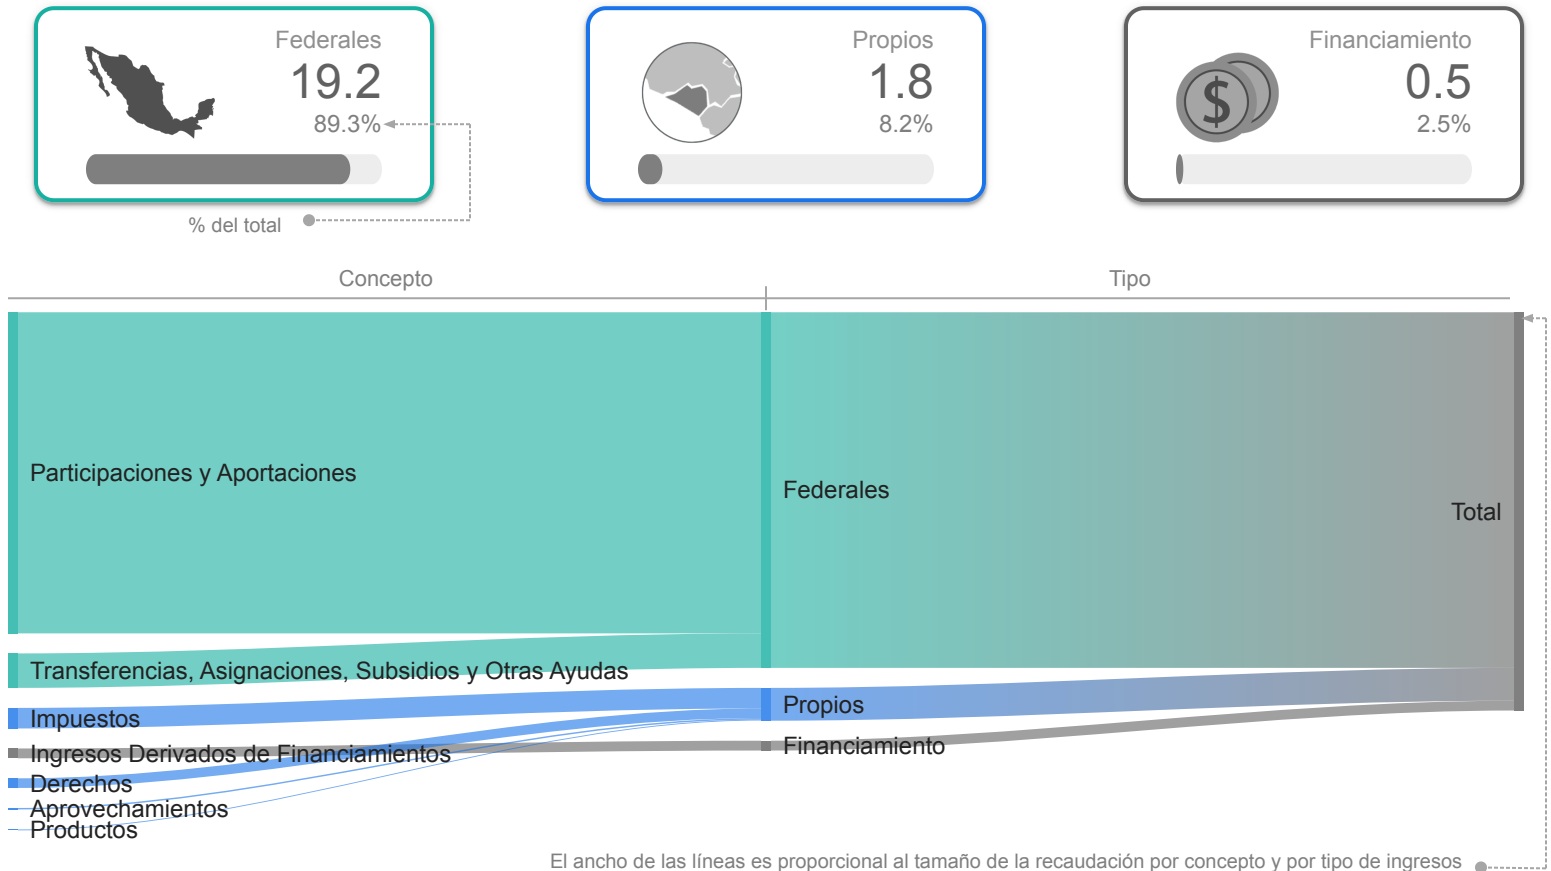 Federales
19.2
89.3%
Propios
1.8
8.2%
$
Financiamiento
0.5
2.5%
% del total
Concepto
Tipo
Participaciones y Aportaciones
Federales
Total
Transferencias, Asignaciones, Subsidios y Otras Ayudas
Propios
Impuestos
Financiamiento
Ingresos Derivados de Financiamientos
Derechos
Aprovechamientos
Productos
El ancho de las líneas es proporcional al tamaño de la recaudación por concepto y por tipo de ingresos